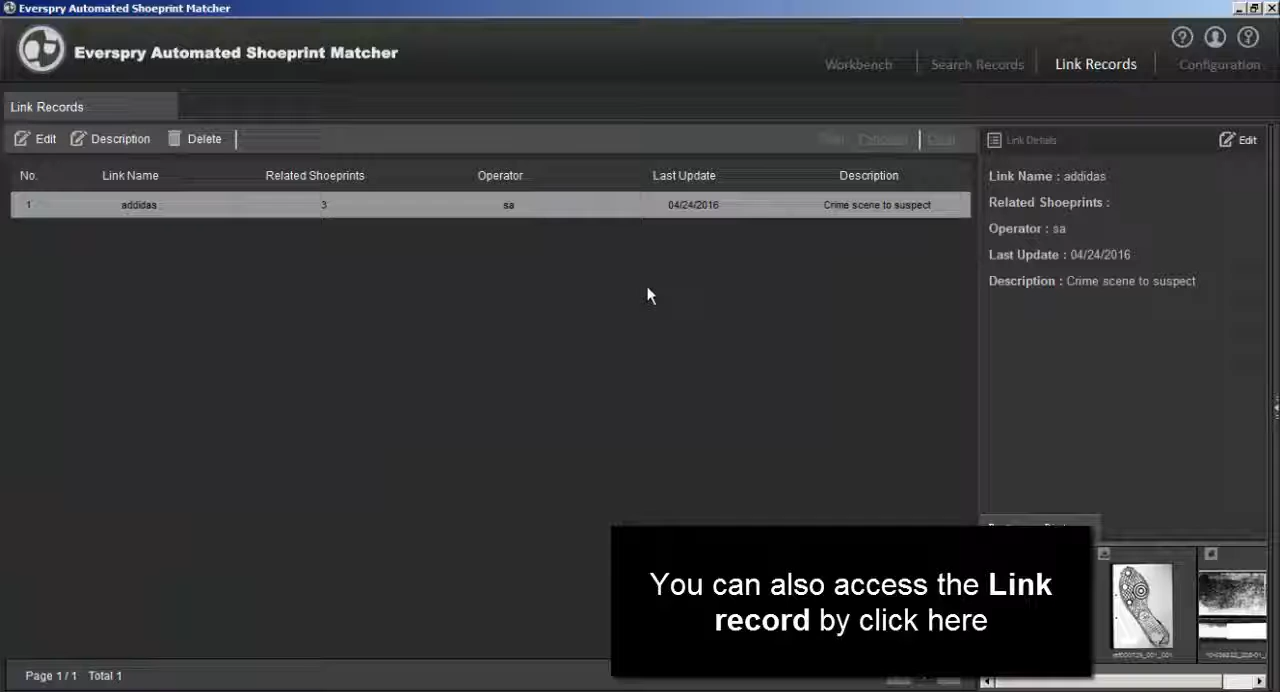 Everspry Automated Shoeprint Matcher
Everspry Automated Shoeprint Matcher
Workbench
Search Records
Link Records
Configuration
Link Records
Edit
Description
Delete
No.
Link Name
Related Shoeprints
Operator
Last Update
Description
1
addidas
3
sa
04/24/2016
Crime scene to suspect
Link Details
Edit
Link Name : addidas
Related Shoeprints :
Operator : sa
Last Update : 04/24/2016
Description : Crime scene to suspect
You can also access the Link
record by click here
Page 1 / 1 Total 1